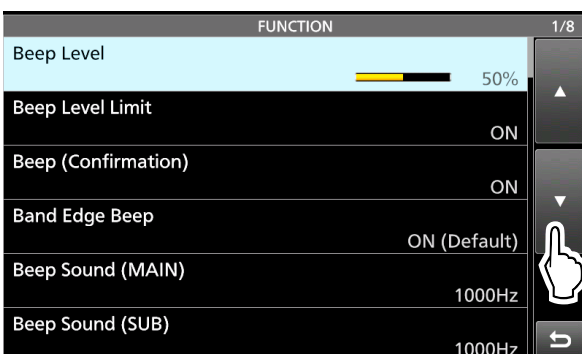 FUNCTION 1/8
Beep Level
50%
Beep Level Limit
ON
Beep (Confirmation)
ON
Band Edge Beep
ON (Default)
Beep Sound (MAIN)
1000Hz
Beep Sound (SUB)
1000Hz